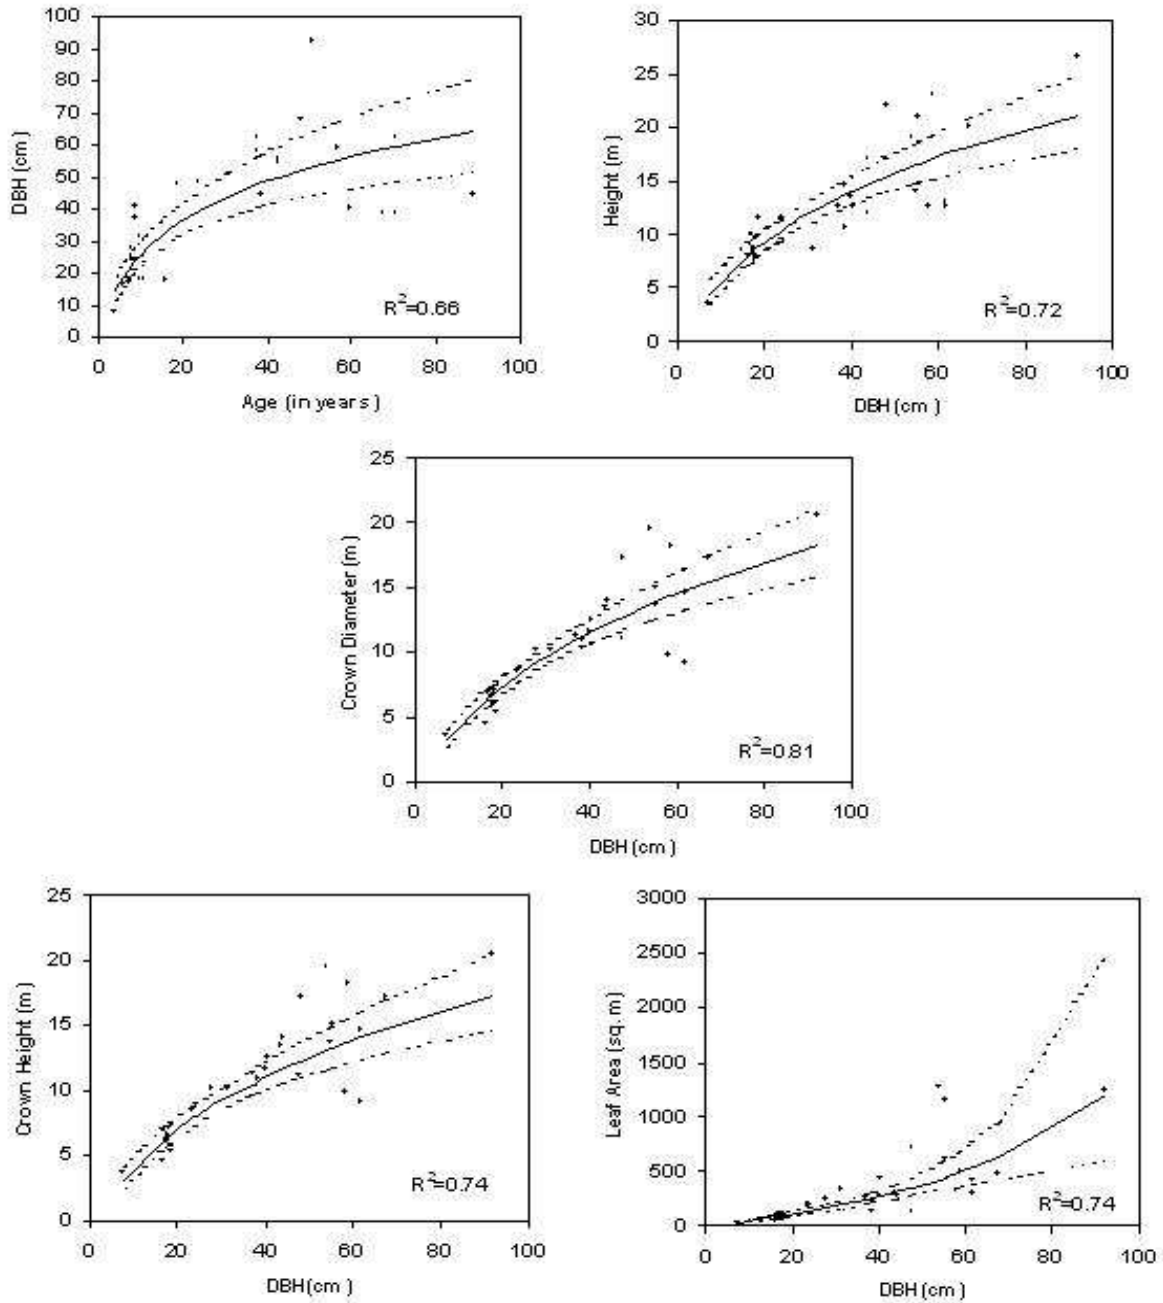 100
90
80
70
60
50
40
30
20
10
0
DBH (cm)
0 20 40 60 80 100
Age (in years)
R²=0.66
30
25
20
15
10
5
0
Height (m)
0 20 40 60 80 100
DBH (cm)
R²=0.72
25
20
15
10
5
0
Crown Diameter (m)
0 20 40 60 80 100
DBH (cm)
R²=0.81
25
20
15
10
5
0
Crown Height (m)
0 20 40 60 80 100
DBH (cm)
R²=0.74
3000
2500
2000
1500
1000
500
0
Leaf Area (sq. m)
0 20 40 60 80 100
DBH (cm)
R²=0.74